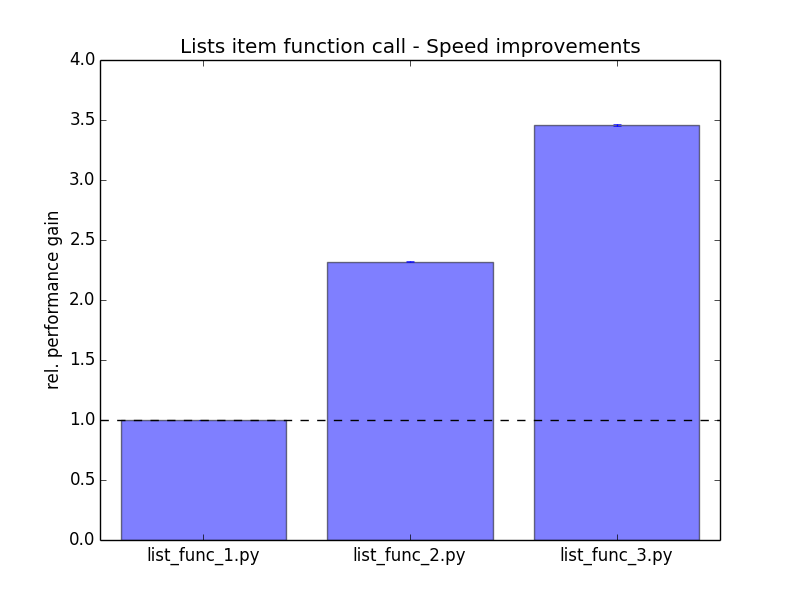 Lists item function call - Speed improvements
rel. performance gain
4.0
3.5
3.0
2.5
2.0
1.5
1.0
0.5
0.0
list_func_1.py
list_func_2.py
list_func_3.py